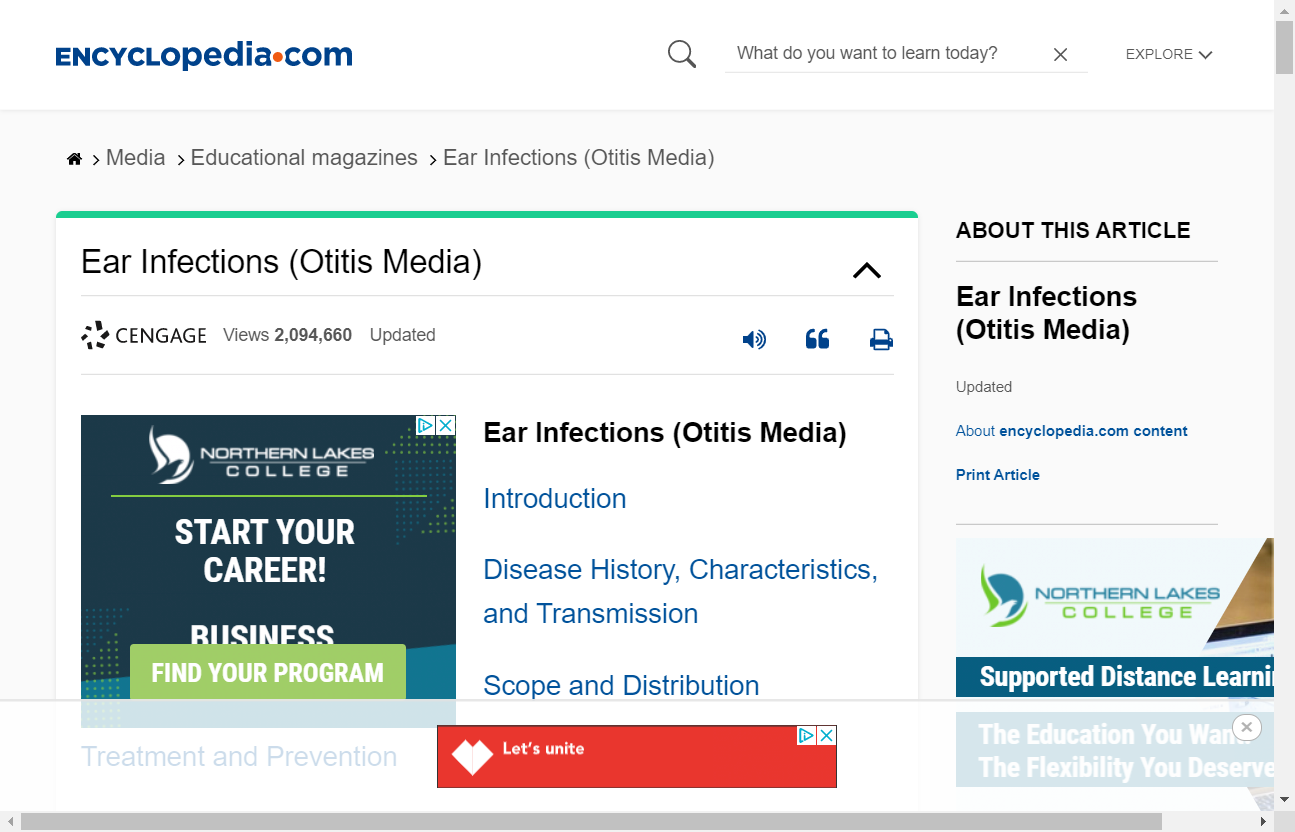 ENCYCLOpedia.com
What do you want to learn today?
EXPLORE
Media
Educational magazines
Ear Infections (Otitis Media)
Ear Infections (Otitis Media)
CENGAGE
Views 2,094,660
Updated
NORTHERN LAKES
COLLEGE
START YOUR
CAREER!
BUSINESS
FIND YOUR PROGRAM
Ear Infections (Otitis Media)
Introduction
Disease History, Characteristics,
and Transmission
Scope and Distribution
Treatment and Prevention
Let's unite
ABOUT THIS ARTICLE
Ear Infections
(Otitis Media)
Updated
About encyclopedia.com content
Print Article
NORTHERN LAKES
COLLEGE
Supported Distance Learni
The Education You Want.
The Flexibility You Deserve